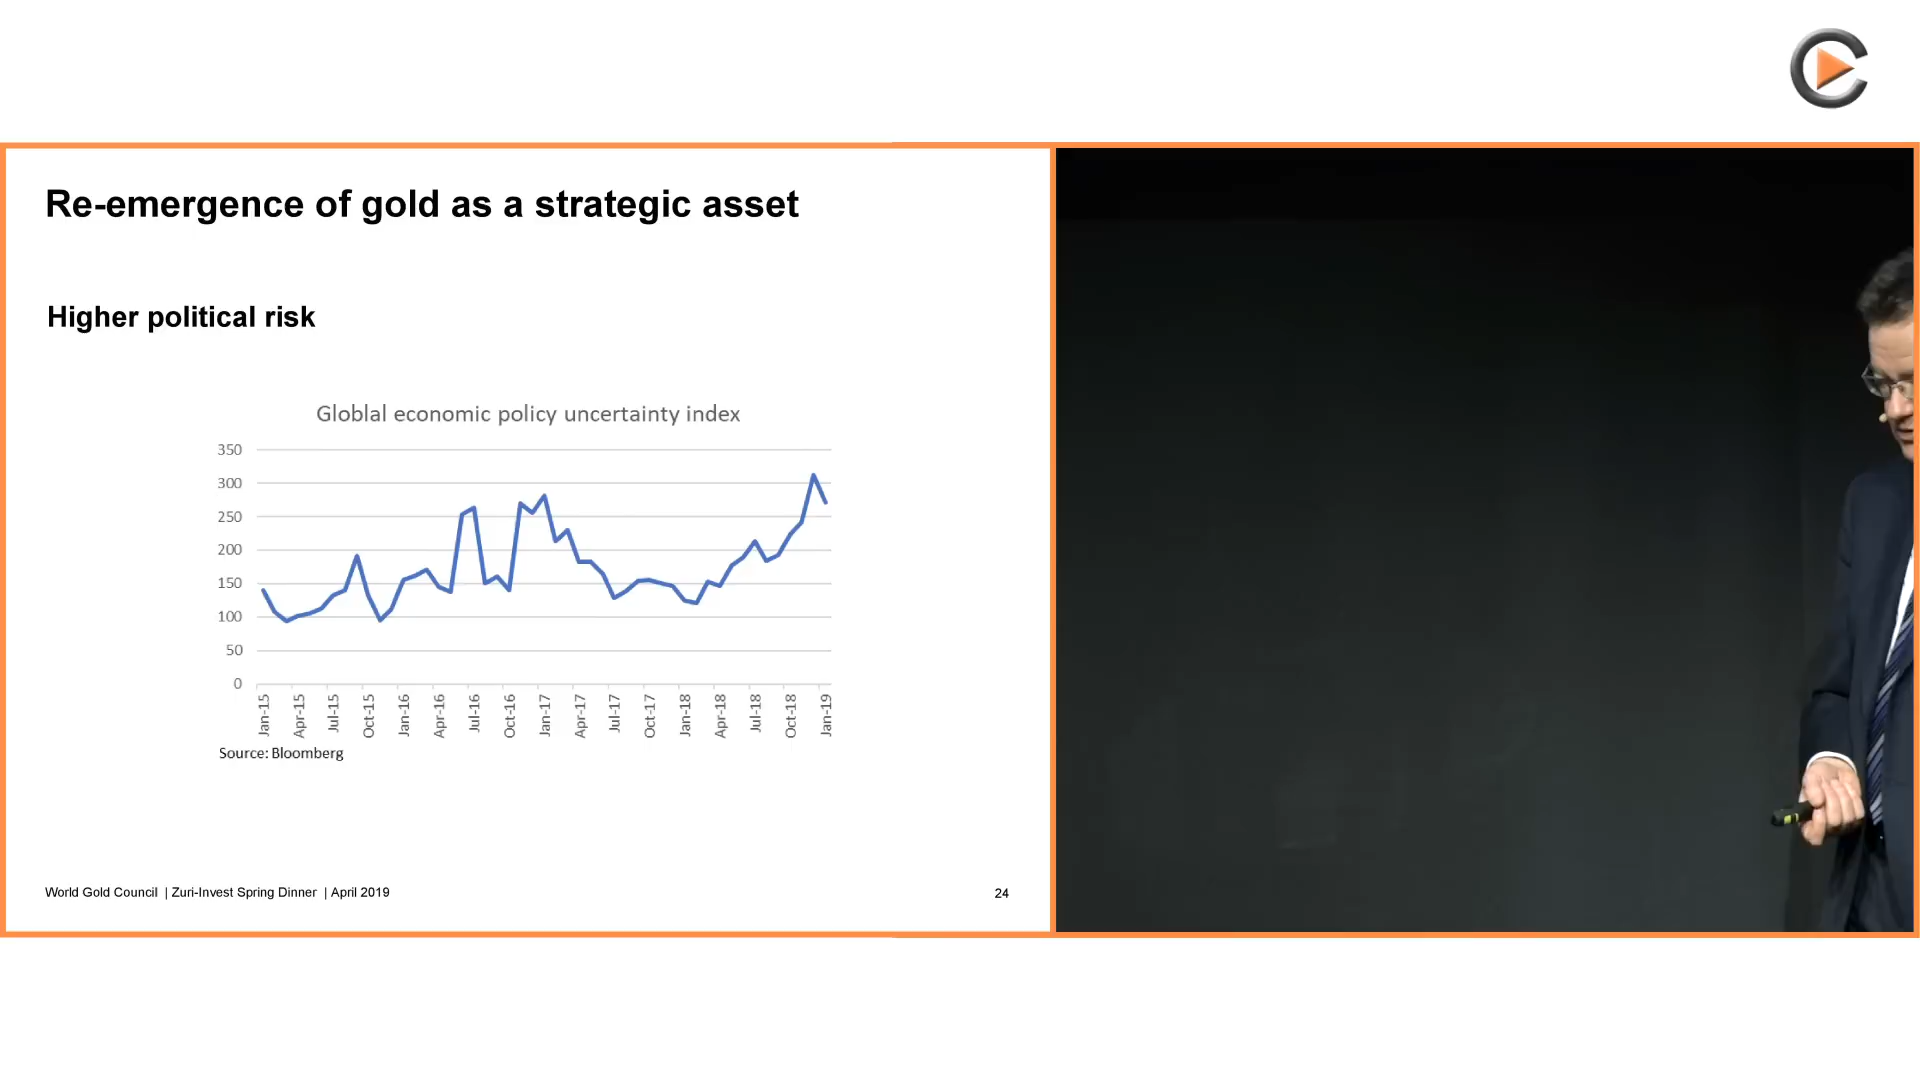 Re-emergence of gold as a strategic asset
Higher political risk
Globlal economic policy uncertainty index
350
300
250
200
150
100
50
0
Jan-15 Apr-15 Jul-15 Oct-15 Jan-16 Apr-16 Jul-16 Oct-16 Jan-17 Apr-17 Jul-17 Oct-17 Jan-18 Apr-18 Jul-18 Oct-18 Jan-19
Source: Bloomberg
World Gold Council | Zuri-Invest Spring Dinner | April 2019
24